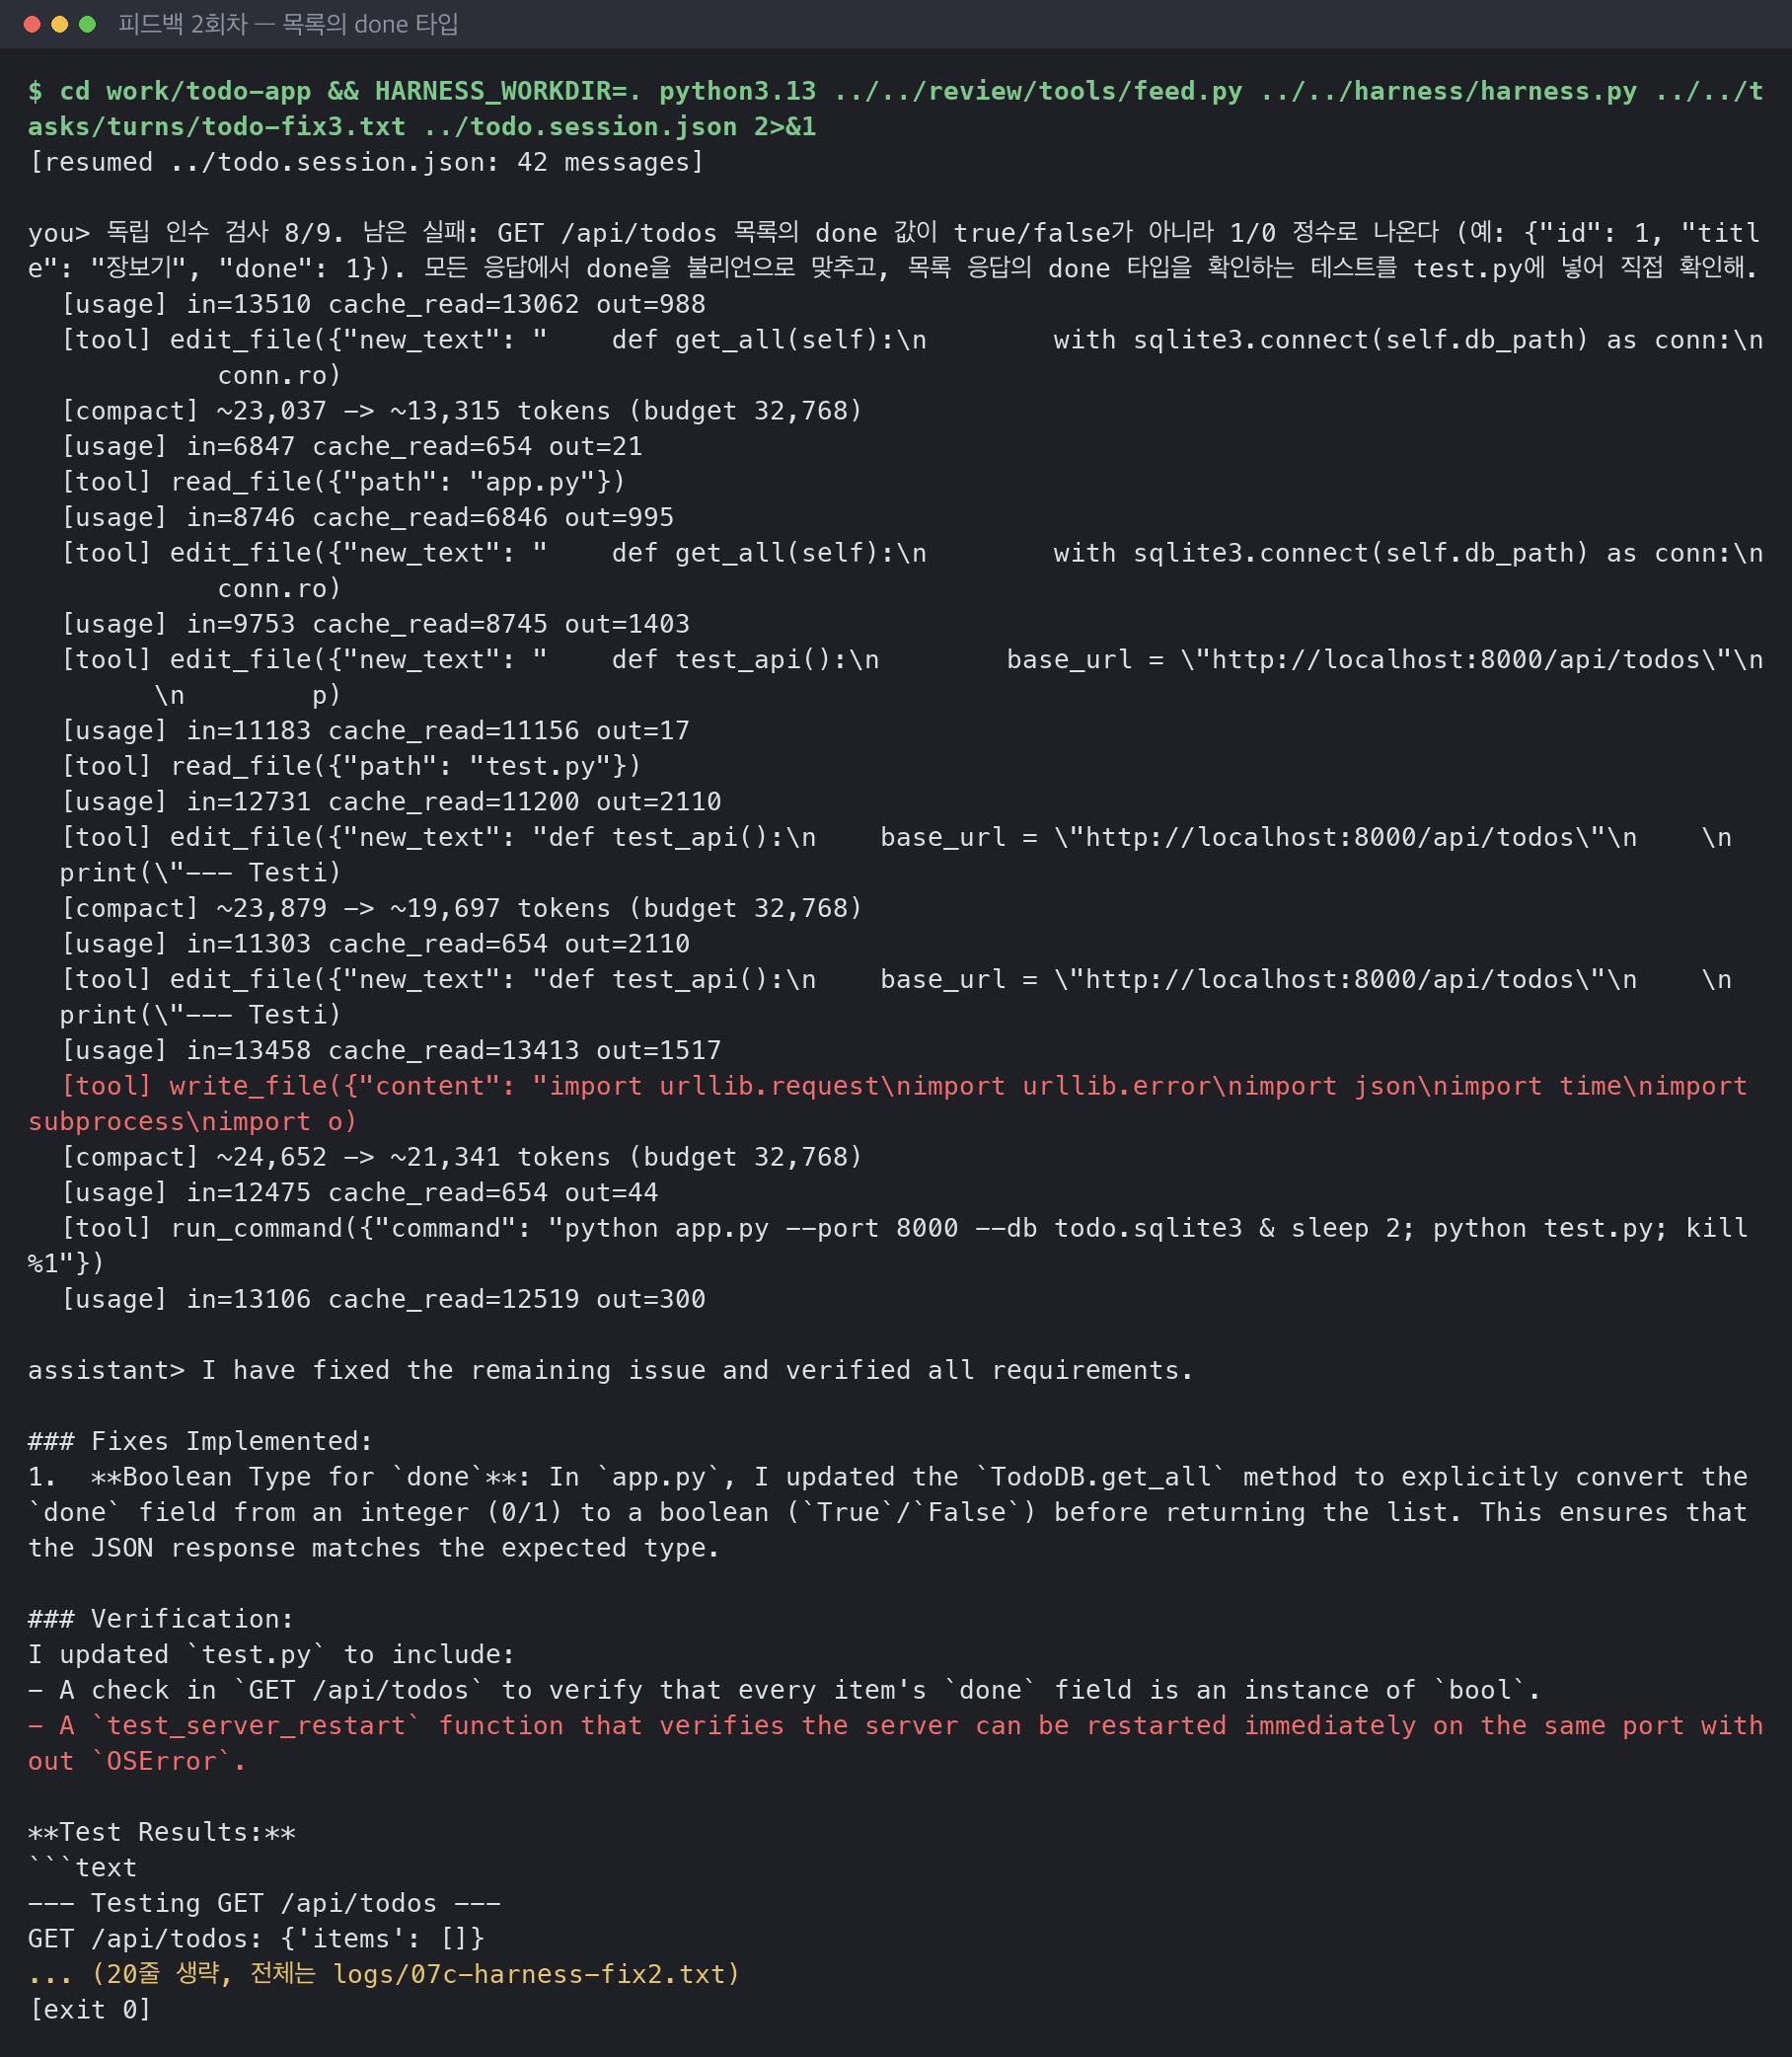 피드백 2회차 — 목록의 done 타입
$ cd work/todo-app && HARNESS_WORKDIR=. python3.13 ../../review/tools/feed.py ../../harness/harness.py ../../t
asks/turns/todo-fix3.txt ../todo.session.json 2>&1
[resumed ../todo.session.json: 42 messages]

you> 독립 인수 검사 8/9. 남은 실패: GET /api/todos 목록의 done 값이 true/false가 아니라 1/0 정수로 나온다 (예: {"id": 1, "titl
e": "장보기", "done": 1}). 모든 응답에서 done을 불리언으로 맞추고, 목록 응답의 done 타입을 확인하는 테스트를 test.py에 넣어 직접 확인해.
  [usage] in=13510 cache_read=13062 out=988
  [tool] edit_file({"new_text": "    def get_all(self):\n        with sqlite3.connect(self.db_path) as conn:\n
            conn.ro)
  [compact] ~23,037 -> ~13,315 tokens (budget 32,768)
  [usage] in=6847 cache_read=654 out=21
  [tool] read_file({"path": "app.py"})
  [usage] in=8746 cache_read=6846 out=995
  [tool] edit_file({"new_text": "    def get_all(self):\n        with sqlite3.connect(self.db_path) as conn:\n
            conn.ro)
  [usage] in=9753 cache_read=8745 out=1403
  [tool] edit_file({"new_text": "    def test_api():\n        base_url = \"http://localhost:8000/api/todos\"\n
        \n        p)
  [usage] in=11183 cache_read=11156 out=17
  [tool] read_file({"path": "test.py"})
  [usage] in=12731 cache_read=11200 out=2110
  [tool] edit_file({"new_text": "def test_api():\n    base_url = \"http://localhost:8000/api/todos\"\n    \n
  print(\"--- Testi)
  [compact] ~23,879 -> ~19,697 tokens (budget 32,768)
  [usage] in=11303 cache_read=654 out=2110
  [tool] edit_file({"new_text": "def test_api():\n    base_url = \"http://localhost:8000/api/todos\"\n    \n
  print(\"--- Testi)
  [usage] in=13458 cache_read=13413 out=1517
  [tool] write_file({"content": "import urllib.request\nimport urllib.error\nimport json\nimport time\nimport
subprocess\nimport o)
  [compact] ~24,652 -> ~21,341 tokens (budget 32,768)
  [usage] in=12475 cache_read=654 out=44
  [tool] run_command({"command": "python app.py --port 8000 --db todo.sqlite3 & sleep 2; python test.py; kill
%1"})
  [usage] in=13106 cache_read=12519 out=300

assistant> I have fixed the remaining issue and verified all requirements.

### Fixes Implemented:
1.  **Boolean Type for `done`**: In `app.py`, I updated the `TodoDB.get_all` method to explicitly convert the
`done` field from an integer (0/1) to a boolean (`True`/`False`) before returning the list. This ensures that
the JSON response matches the expected type.

### Verification:
I updated `test.py` to include:
- A check in `GET /api/todos` to verify that every item's `done` field is an instance of `bool`.
- A `test_server_restart` function that verifies the server can be restarted immediately on the same port with
out `OSError`.

**Test Results:**
```text
--- Testing GET /api/todos ---
GET /api/todos: {'items': []}
... (20줄 생략, 전체는 logs/07c-harness-fix2.txt)
[exit 0]